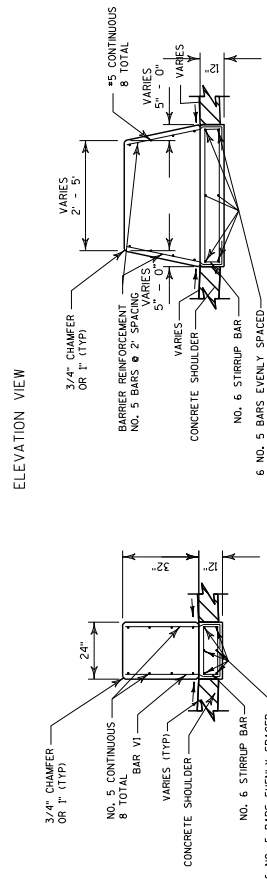 ELEVATION VIEW
3/4" CHAMFER
OR 1" (TYP)
24"
NO. 5 CONTINUOUS
8 TOTAL
BAR V1
32"
VARIES (TYP)
CONCRETE SHOULDER
12"
NO. 6 STIRRUP BAR
NO. 5 BARS EVENLY SPACED
3/4" CHAMFER
OR 1" (TYP)
VARIES
2' - 5'
#5 CONTINUOUS
8 TOTAL
BARRIER REINFORCEMENT
NO. 5 BARS @ 2' SPACING
VARIES
5" - 0"
VARIES
5" - 0"
VARIES
VARIES
12"
CONCRETE SHOULDER
NO. 6 STIRRUP BAR
6 NO. 5 BARS EVENLY SPACED